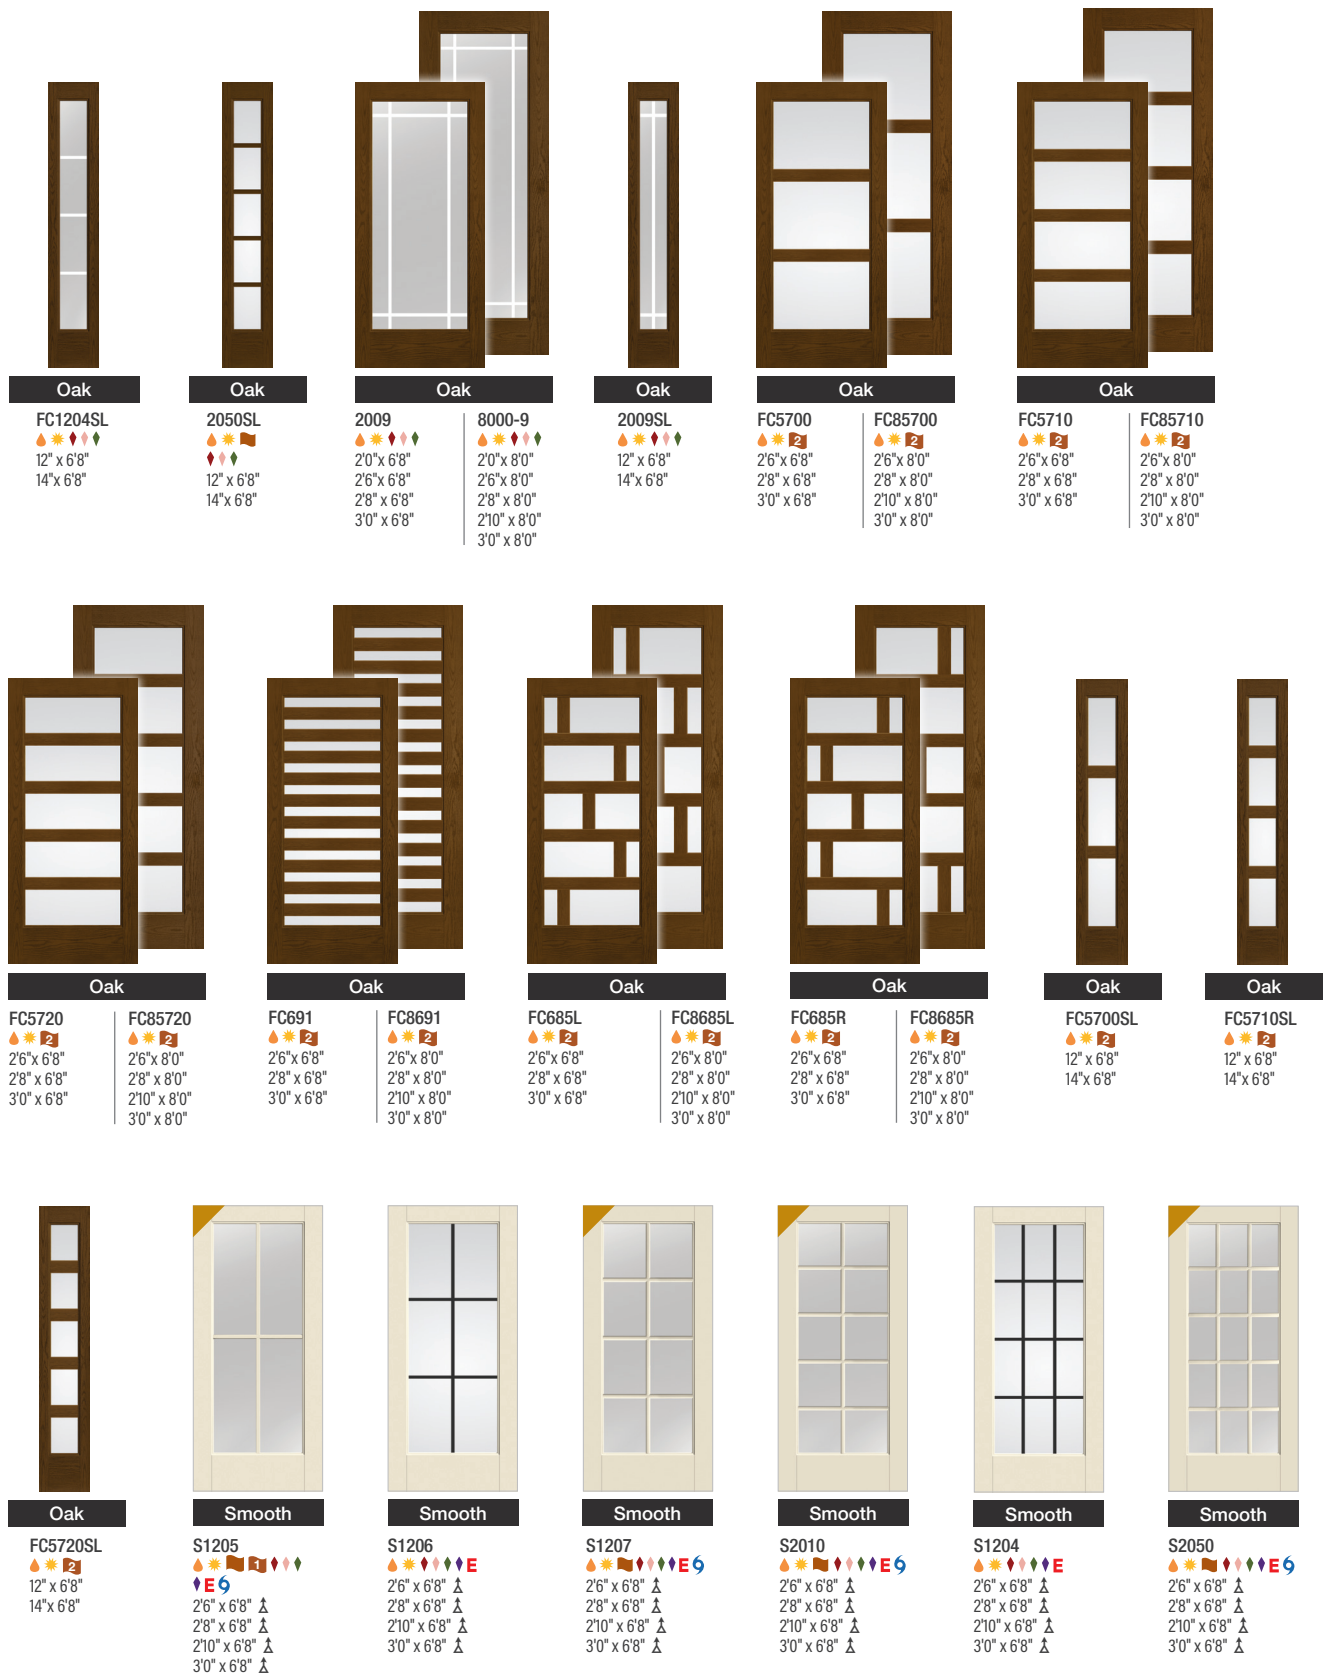 Oak
FC1204SL
12" x 6'8"
14"x 6'8"
Oak
2050SL
12" x 6'8"
14"x 6'8"
Oak
2009
2'0"x 6'8"
2'6"x 6'8"
2'8" x 6'8"
3'0" x 6'8"
8000-9
2'0"x 8'0"
2'6"x 8'0"
2'8" x 8'0"
2'10" x 8'0"
3'0" x 8'0"
Oak
2009SL
12" x 6'8"
14"x 6'8"
Oak
FC5700
2
2'6"x 6'8"
2'8" x 6'8"
3'0" x 6'8"
FC85700
2
2'6"x 8'0"
2'8" x 8'0"
2'10" x 8'0"
3'0" x 8'0"
Oak
FC5710
2
2'6"x 6'8"
2'8" x 6'8"
3'0" x 6'8"
FC85710
2
2'6"x 8'0"
2'8" x 8'0"
2'10" x 8'0"
3'0" x 8'0"
Oak
FC5720
2
2'6"x 6'8"
2'8" x 6'8"
3'0" x 6'8"
FC85720
2
2'6"x 8'0"
2'8" x 8'0"
2'10" x 8'0"
3'0" x 8'0"
Oak
FC691
2
2'6"x 6'8"
2'8" x 6'8"
3'0" x 6'8"
FC8691
2
2'6"x 8'0"
2'8" x 8'0"
2'10" x 8'0"
3'0" x 8'0"
Oak
FC685L
2
2'6"x 6'8"
2'8" x 6'8"
3'0" x 6'8"
FC8685L
2
2'6"x 8'0"
2'8" x 8'0"
2'10" x 8'0"
3'0" x 8'0"
Oak
FC685R
2
2'6"x 6'8"
2'8" x 6'8"
3'0" x 6'8"
FC8685R
2
2'6"x 8'0"
2'8" x 8'0"
2'10" x 8'0"
3'0" x 8'0"
Oak
FC5700SL
2
12" x 6'8"
14"x 6'8"
Oak
FC5710SL
2
12" x 6'8"
14"x 6'8"
Oak
FC5720SL
2
12" x 6'8"
14"x 6'8"
Smooth
S1205
1
E
2'6" x 6'8"
2'8" x 6'8"
2'10" x 6'8"
3'0" x 6'8"
Smooth
S1206
E
2'6" x 6'8"
2'8" x 6'8"
2'10" x 6'8"
3'0" x 6'8"
Smooth
S1207
E
2'6" x 6'8"
2'8" x 6'8"
2'10" x 6'8"
3'0" x 6'8"
Smooth
S2010
E
2'6" x 6'8"
2'8" x 6'8"
2'10" x 6'8"
3'0" x 6'8"
Smooth
S1204
E
2'6" x 6'8"
2'8" x 6'8"
2'10" x 6'8"
3'0" x 6'8"
Smooth
S2050
E
2'6" x 6'8"
2'8" x 6'8"
2'10" x 6'8"
3'0" x 6'8"